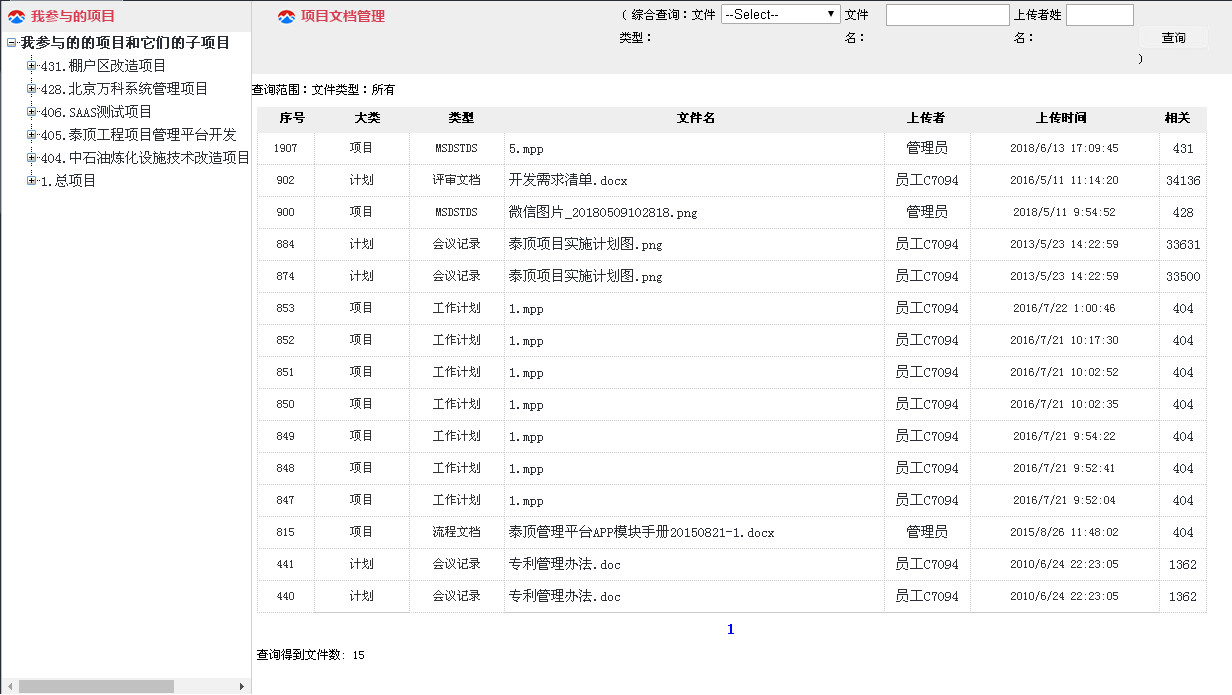 我参与的项目
我参与的的项目和它们的子项目
431.棚户区改造项目
428.北京万科系统管理项目
406.SAAS测试项目
405.泰顶工程项目管理平台开发
404.中石油炼化设施技术改造项目
1.总项目
项目文档管理
（ 综合查询：文件类型： --Select-- 文件名： 上传者姓名： 查询 ）
查询范围：文件类型：所有
序号 大类 类型 文件名 上传者 上传时间 相关
1907 项目 MSDSTDS 5.mpp 管理员 2018/6/13 17:09:45 431
902 计划 评审文档 开发需求清单.docx 员工C7094 2016/5/11 11:14:20 34136
900 项目 MSDSTDS 微信图片_20180509102818.png 管理员 2018/5/11 9:54:52 428
884 计划 会议记录 泰顶项目实施计划图.png 员工C7094 2013/5/23 14:22:59 33631
874 计划 会议记录 泰顶项目实施计划图.png 员工C7094 2013/5/23 14:22:59 33500
853 项目 工作计划 1.mpp 员工C7094 2016/7/22 1:00:46 404
852 项目 工作计划 1.mpp 员工C7094 2016/7/21 10:17:30 404
851 项目 工作计划 1.mpp 员工C7094 2016/7/21 10:02:52 404
850 项目 工作计划 1.mpp 员工C7094 2016/7/21 10:02:35 404
849 项目 工作计划 1.mpp 员工C7094 2016/7/21 9:54:22 404
848 项目 工作计划 1.mpp 员工C7094 2016/7/21 9:52:41 404
847 项目 工作计划 1.mpp 员工C7094 2016/7/21 9:52:04 404
815 项目 流程文档 泰顶管理平台APP模块手册20150821-1.docx 管理员 2015/8/26 11:48:02 404
441 计划 会议记录 专利管理办法.doc 员工C7094 2010/6/24 22:23:05 1362
440 计划 会议记录 专利管理办法.doc 员工C7094 2010/6/24 22:23:05 1362
1
查询得到文件数: 15